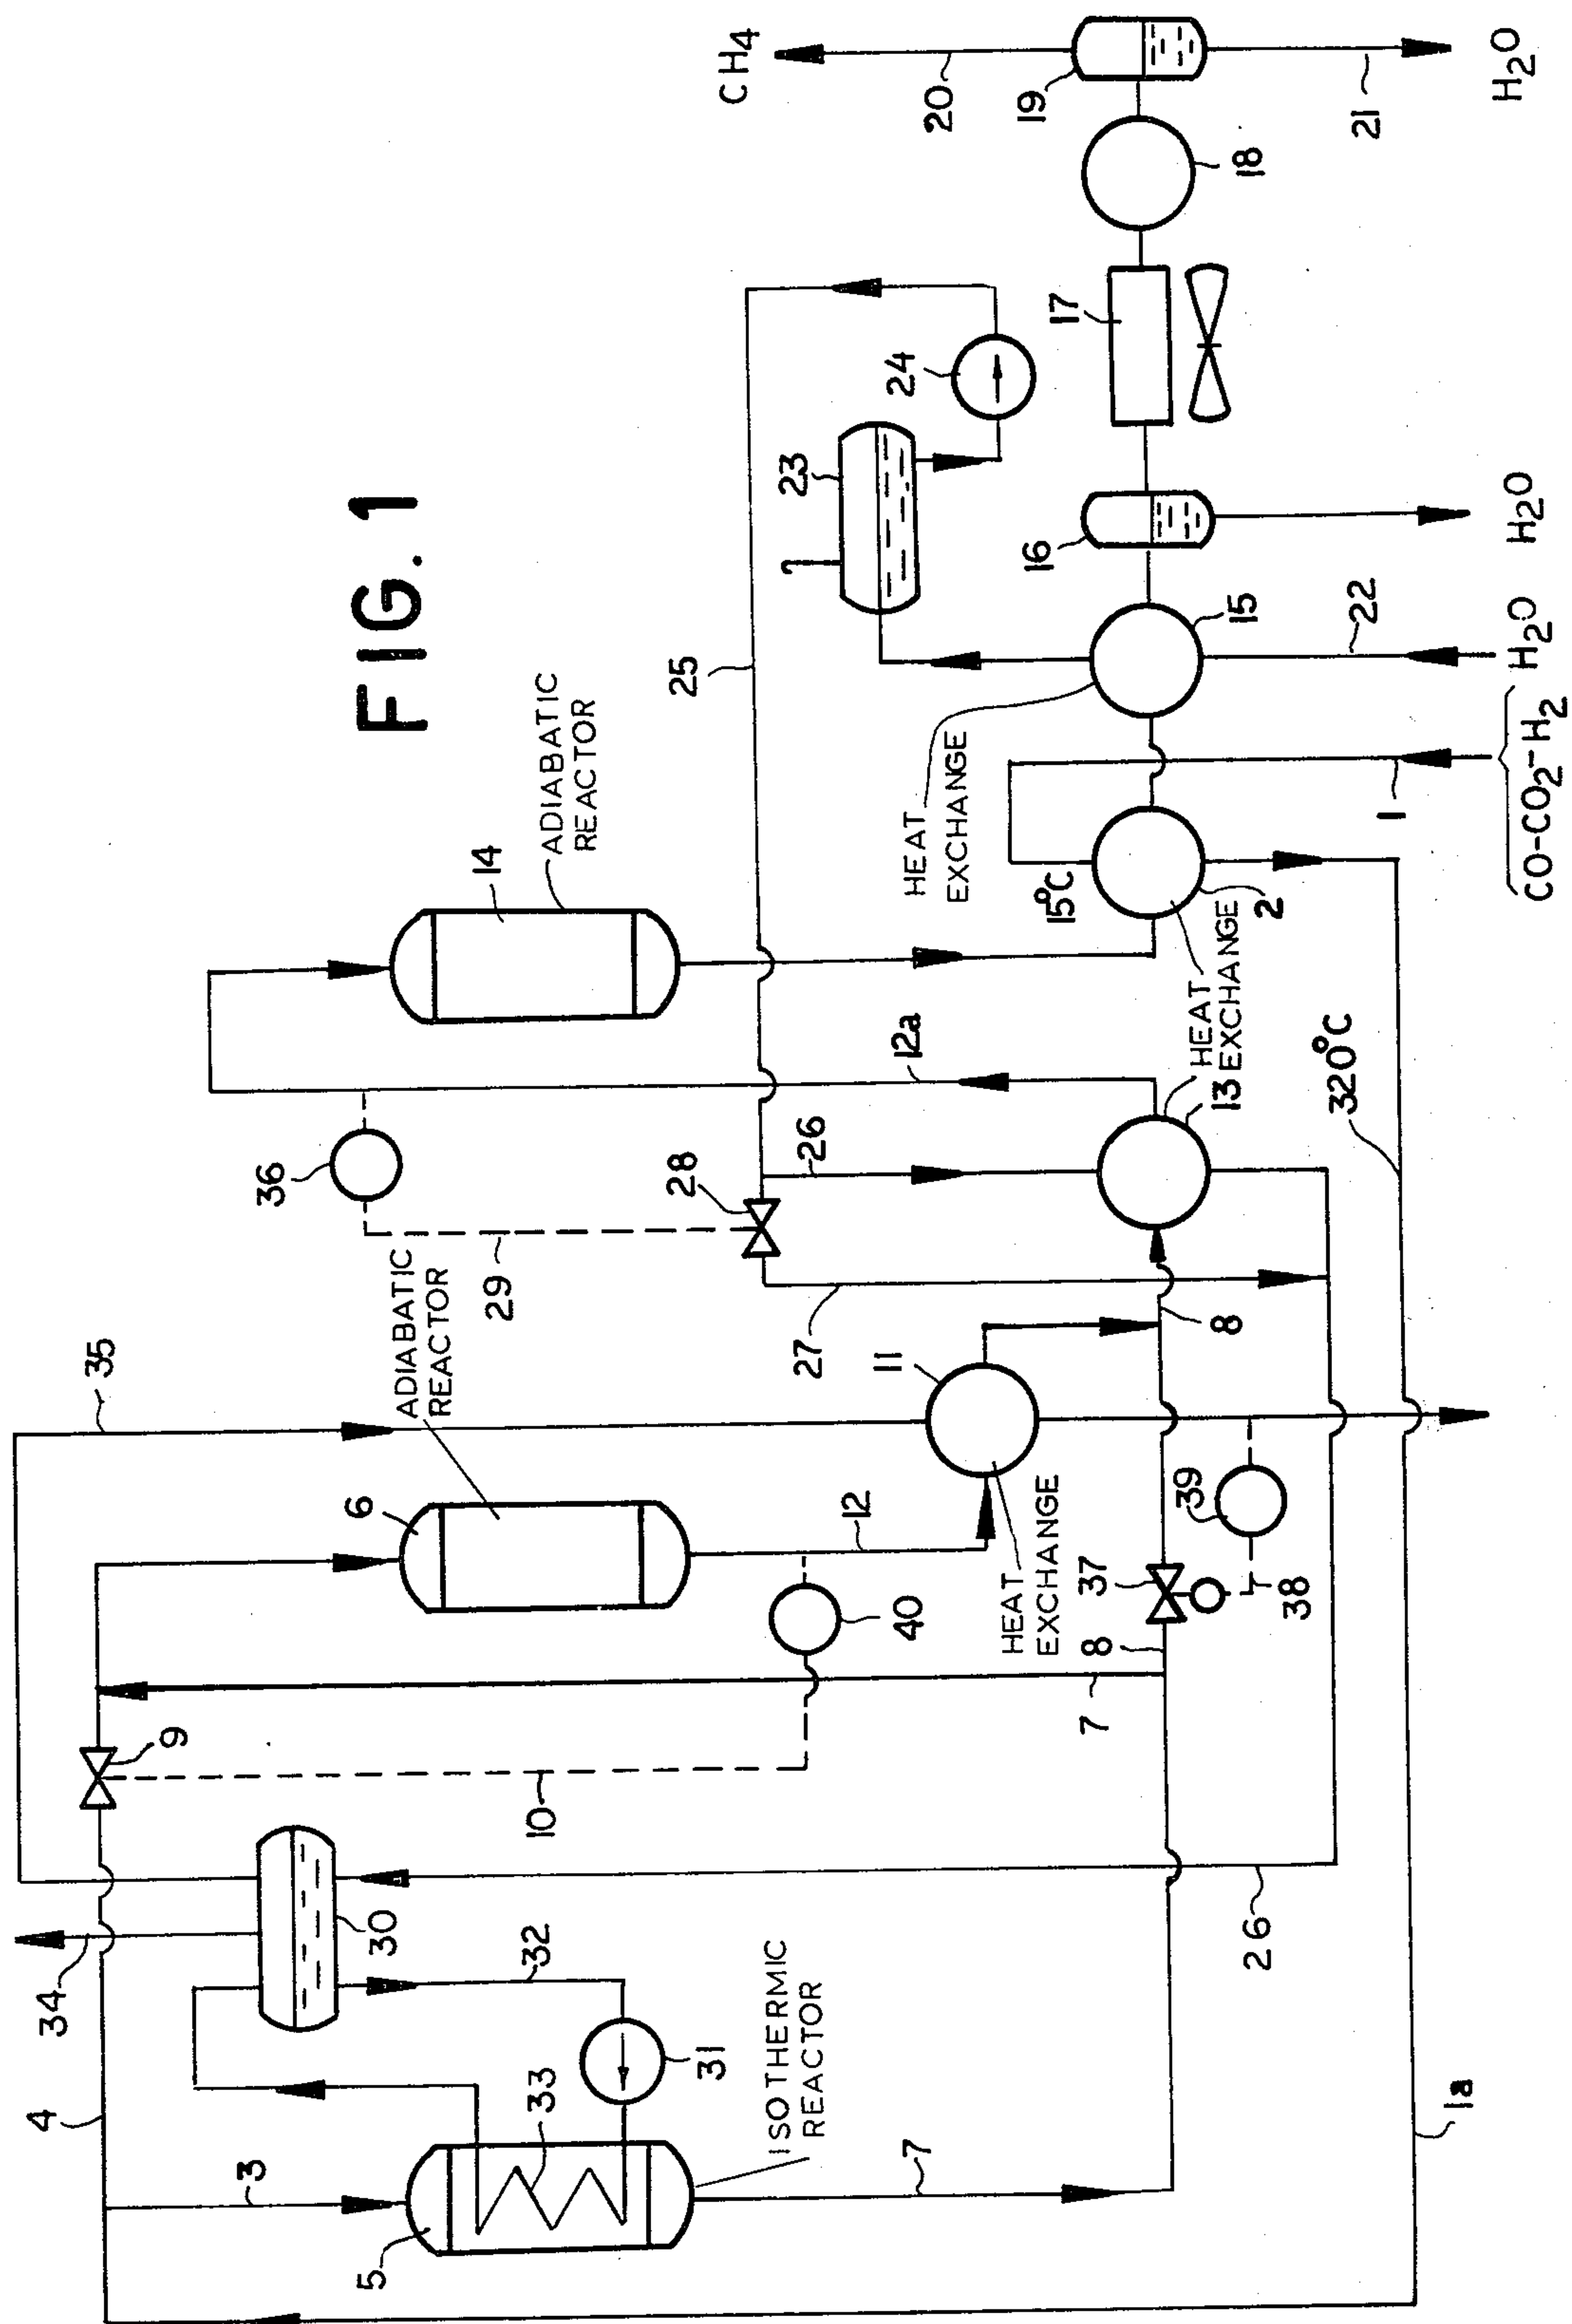 FIG. 1
CH4
20
19
21
H2O
18
17
24
23
16
H2O
15
22
H2O
25
HEAT
EXCHANGE
1
CO-CO2-H2
15°C
2
14
ADIABATIC
REACTOR
12a
HEAT
EXCHANGE
13
320°C
36
26
28
29
27
8
35
ADIABATIC
REACTOR
11
6
12
HEAT
EXCHANGE
39
37
38
40
8
7
9
10
30
34
32
26
31
33
ISOTHERMIC
REACTOR
4
3
5
7
1a